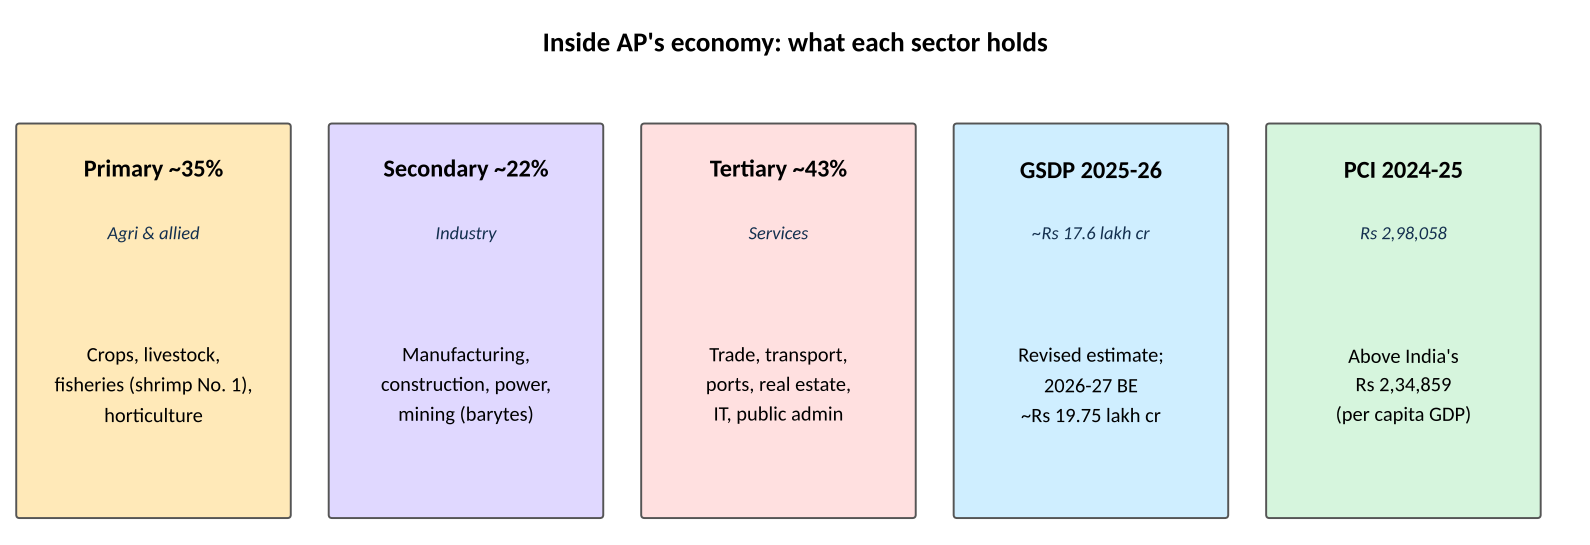 Inside AP's economy: what each sector holds
Primary ~35%
Agri & allied
Crops, livestock,
fisheries (shrimp No. 1),
horticulture
Secondary ~22%
Industry
Manufacturing,
construction, power,
mining (barytes)
Tertiary ~43%
Services
Trade, transport,
ports, real estate,
IT, public admin
GSDP 2025-26
~Rs 17.6 lakh cr
Revised estimate;
2026-27 BE
~Rs 19.75 lakh cr
PCI 2024-25
Rs 2,98,058
Above India's
Rs 2,34,859
(per capita GDP)